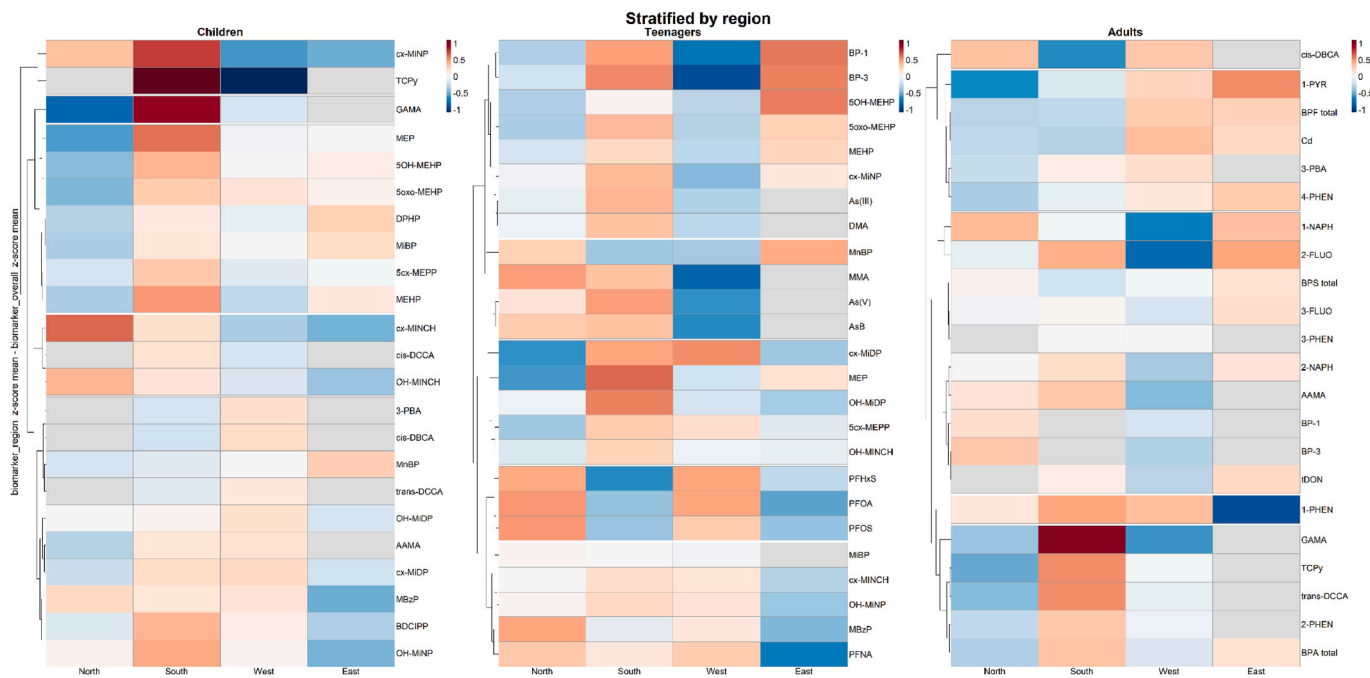 Stratified by region
Children
Teenagers
Adults
biomarker_region z-score mean - biomarker_overall z-score mean
cx-MiNP
TCPy
GAMA
MEP
5OH-MEHP
5oxo-MEHP
DPHP
MiBP
5cx-MEPP
MEHP
cx-MINCH
cis-DCCA
OH-MINCH
3-PBA
cis-DBCA
MnBP
trans-DCCA
OH-MiDP
AAMA
cx-MiDP
MBzP
BDCIPP
OH-MiNP
North South West East
1
0.5
0
-0.5
-1
BP-1
BP-3
5OH-MEHP
5oxo-MEHP
MEHP
cx-MiNP
As(III)
DMA
MnBP
MMA
As(V)
AsB
cx-MiDP
MEP
OH-MiDP
5cx-MEPP
OH-MINCH
PFHxS
PFOA
PFOS
MiBP
cx-MINCH
OH-MiNP
MBzP
PFNA
North South West East
1
0.5
0
-0.5
-1
cis-DBCA
1-PYR
BPF total
Cd
3-PBA
4-PHEN
1-NAPH
2-FLUO
BPS total
3-FLUO
3-PHEN
2-NAPH
AAMA
BP-1
BP-3
tDON
1-PHEN
GAMA
TCPy
trans-DCCA
2-PHEN
BPA total
North South West East
1
0.5
0
-0.5
-1